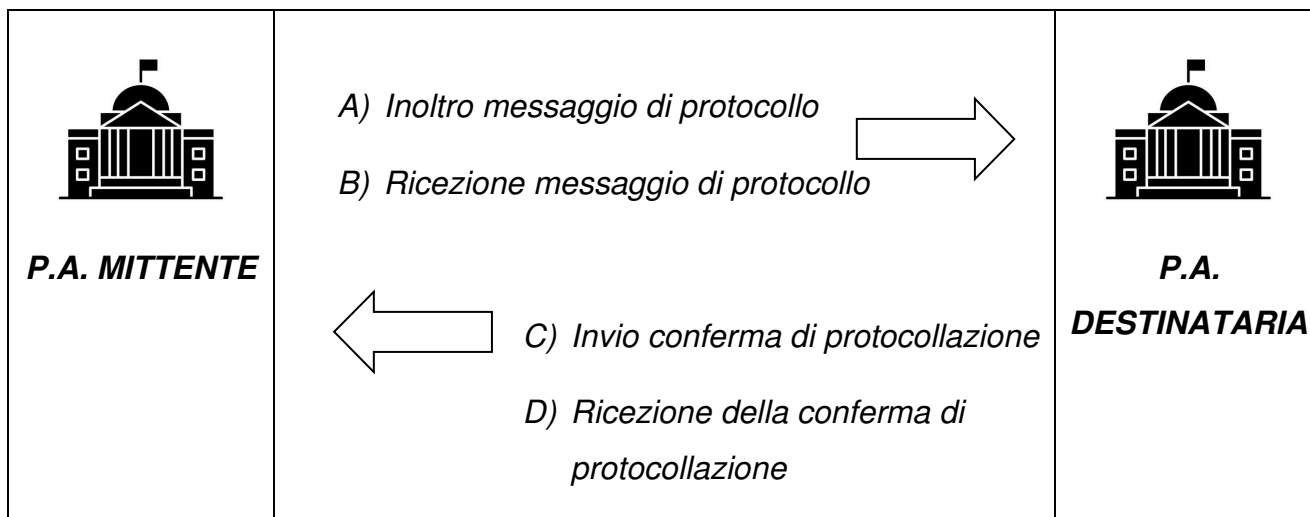 A) Inoltro messaggio di protocollo
B) Ricezione messaggio di protocollo
P.A. MITTENTE
P.A.
DESTINATARIA
C) Invio conferma di protocollazione
D) Ricezione della conferma di
protocollazione